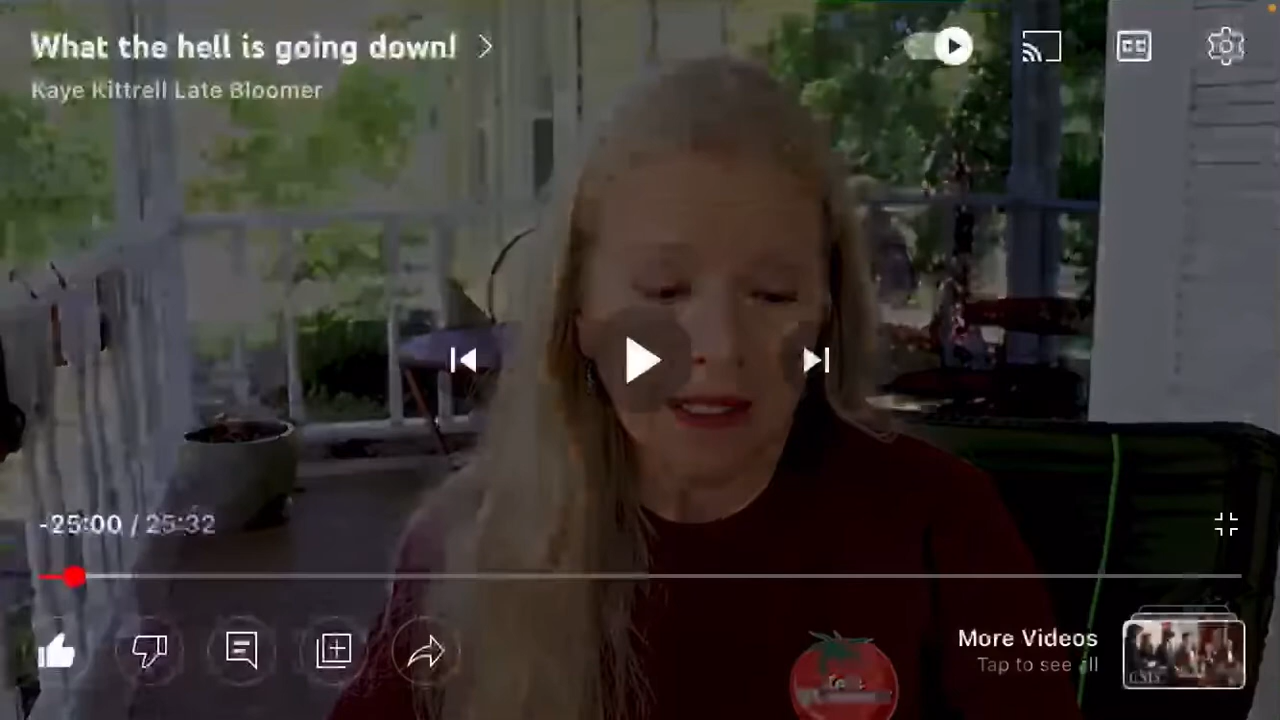 What the hell is going down!
Kaye Kittrell Late Bloomer
CC
-25:00 / 25:32
More Videos
Tap to see all